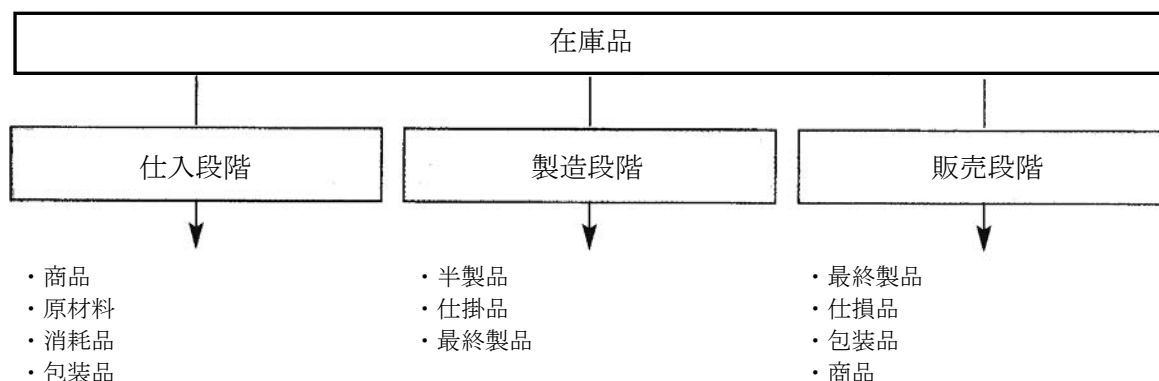 在庫品
仕入段階
製造段階
販売段階
・商品
・原材料
・消耗品
・包装品
・半製品
・仕掛品
・最終製品
・最終製品
・仕損品
・包装品
・商品